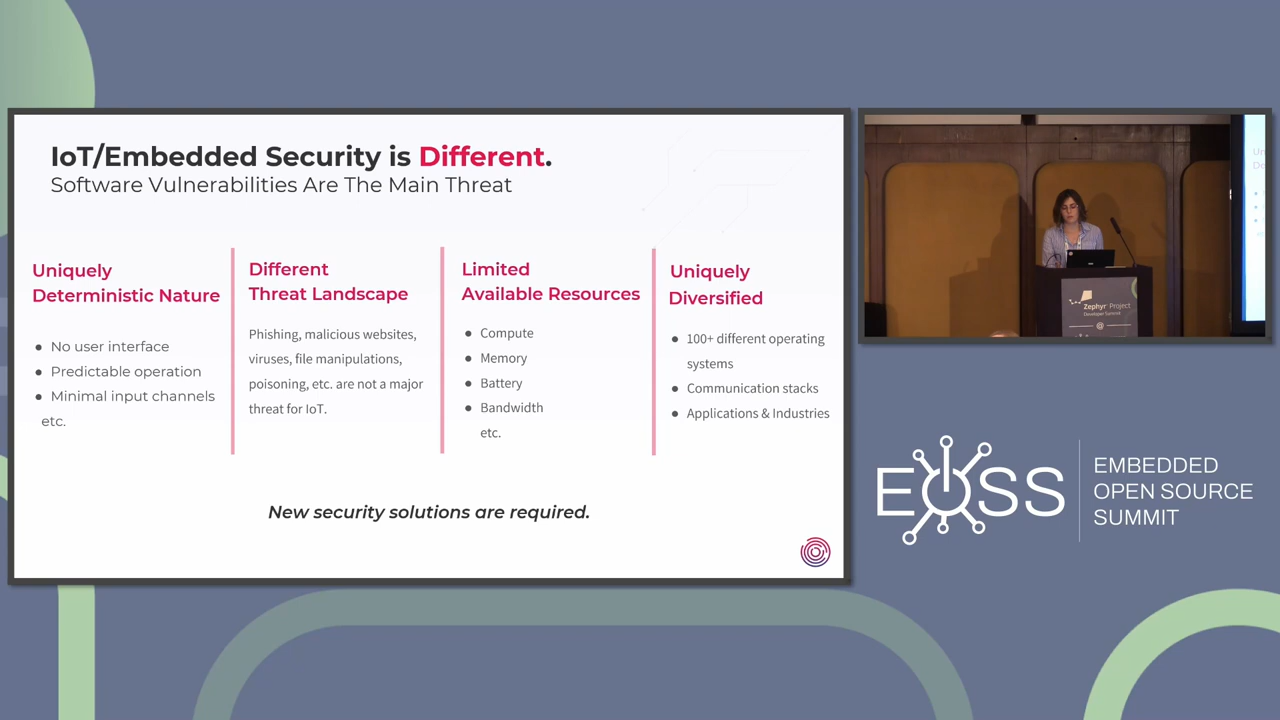 IoT/Embedded Security is Different.
Software Vulnerabilities Are The Main Threat
Uniquely
Deterministic Nature
● No user interface
● Predictable operation
● Minimal input channels
etc.
Different
Threat Landscape
Phishing, malicious websites,
viruses, file manipulations,
poisoning, etc. are not a major
threat for IoT.
Limited
Available Resources
● Compute
● Memory
● Battery
● Bandwidth
etc.
Uniquely
Diversified
● 100+ different operating
systems
● Communication stacks
● Applications & Industries
New security solutions are required.
Zephyr Project
Developer Summit
EOSS
EMBEDDED
OPEN SOURCE
SUMMIT